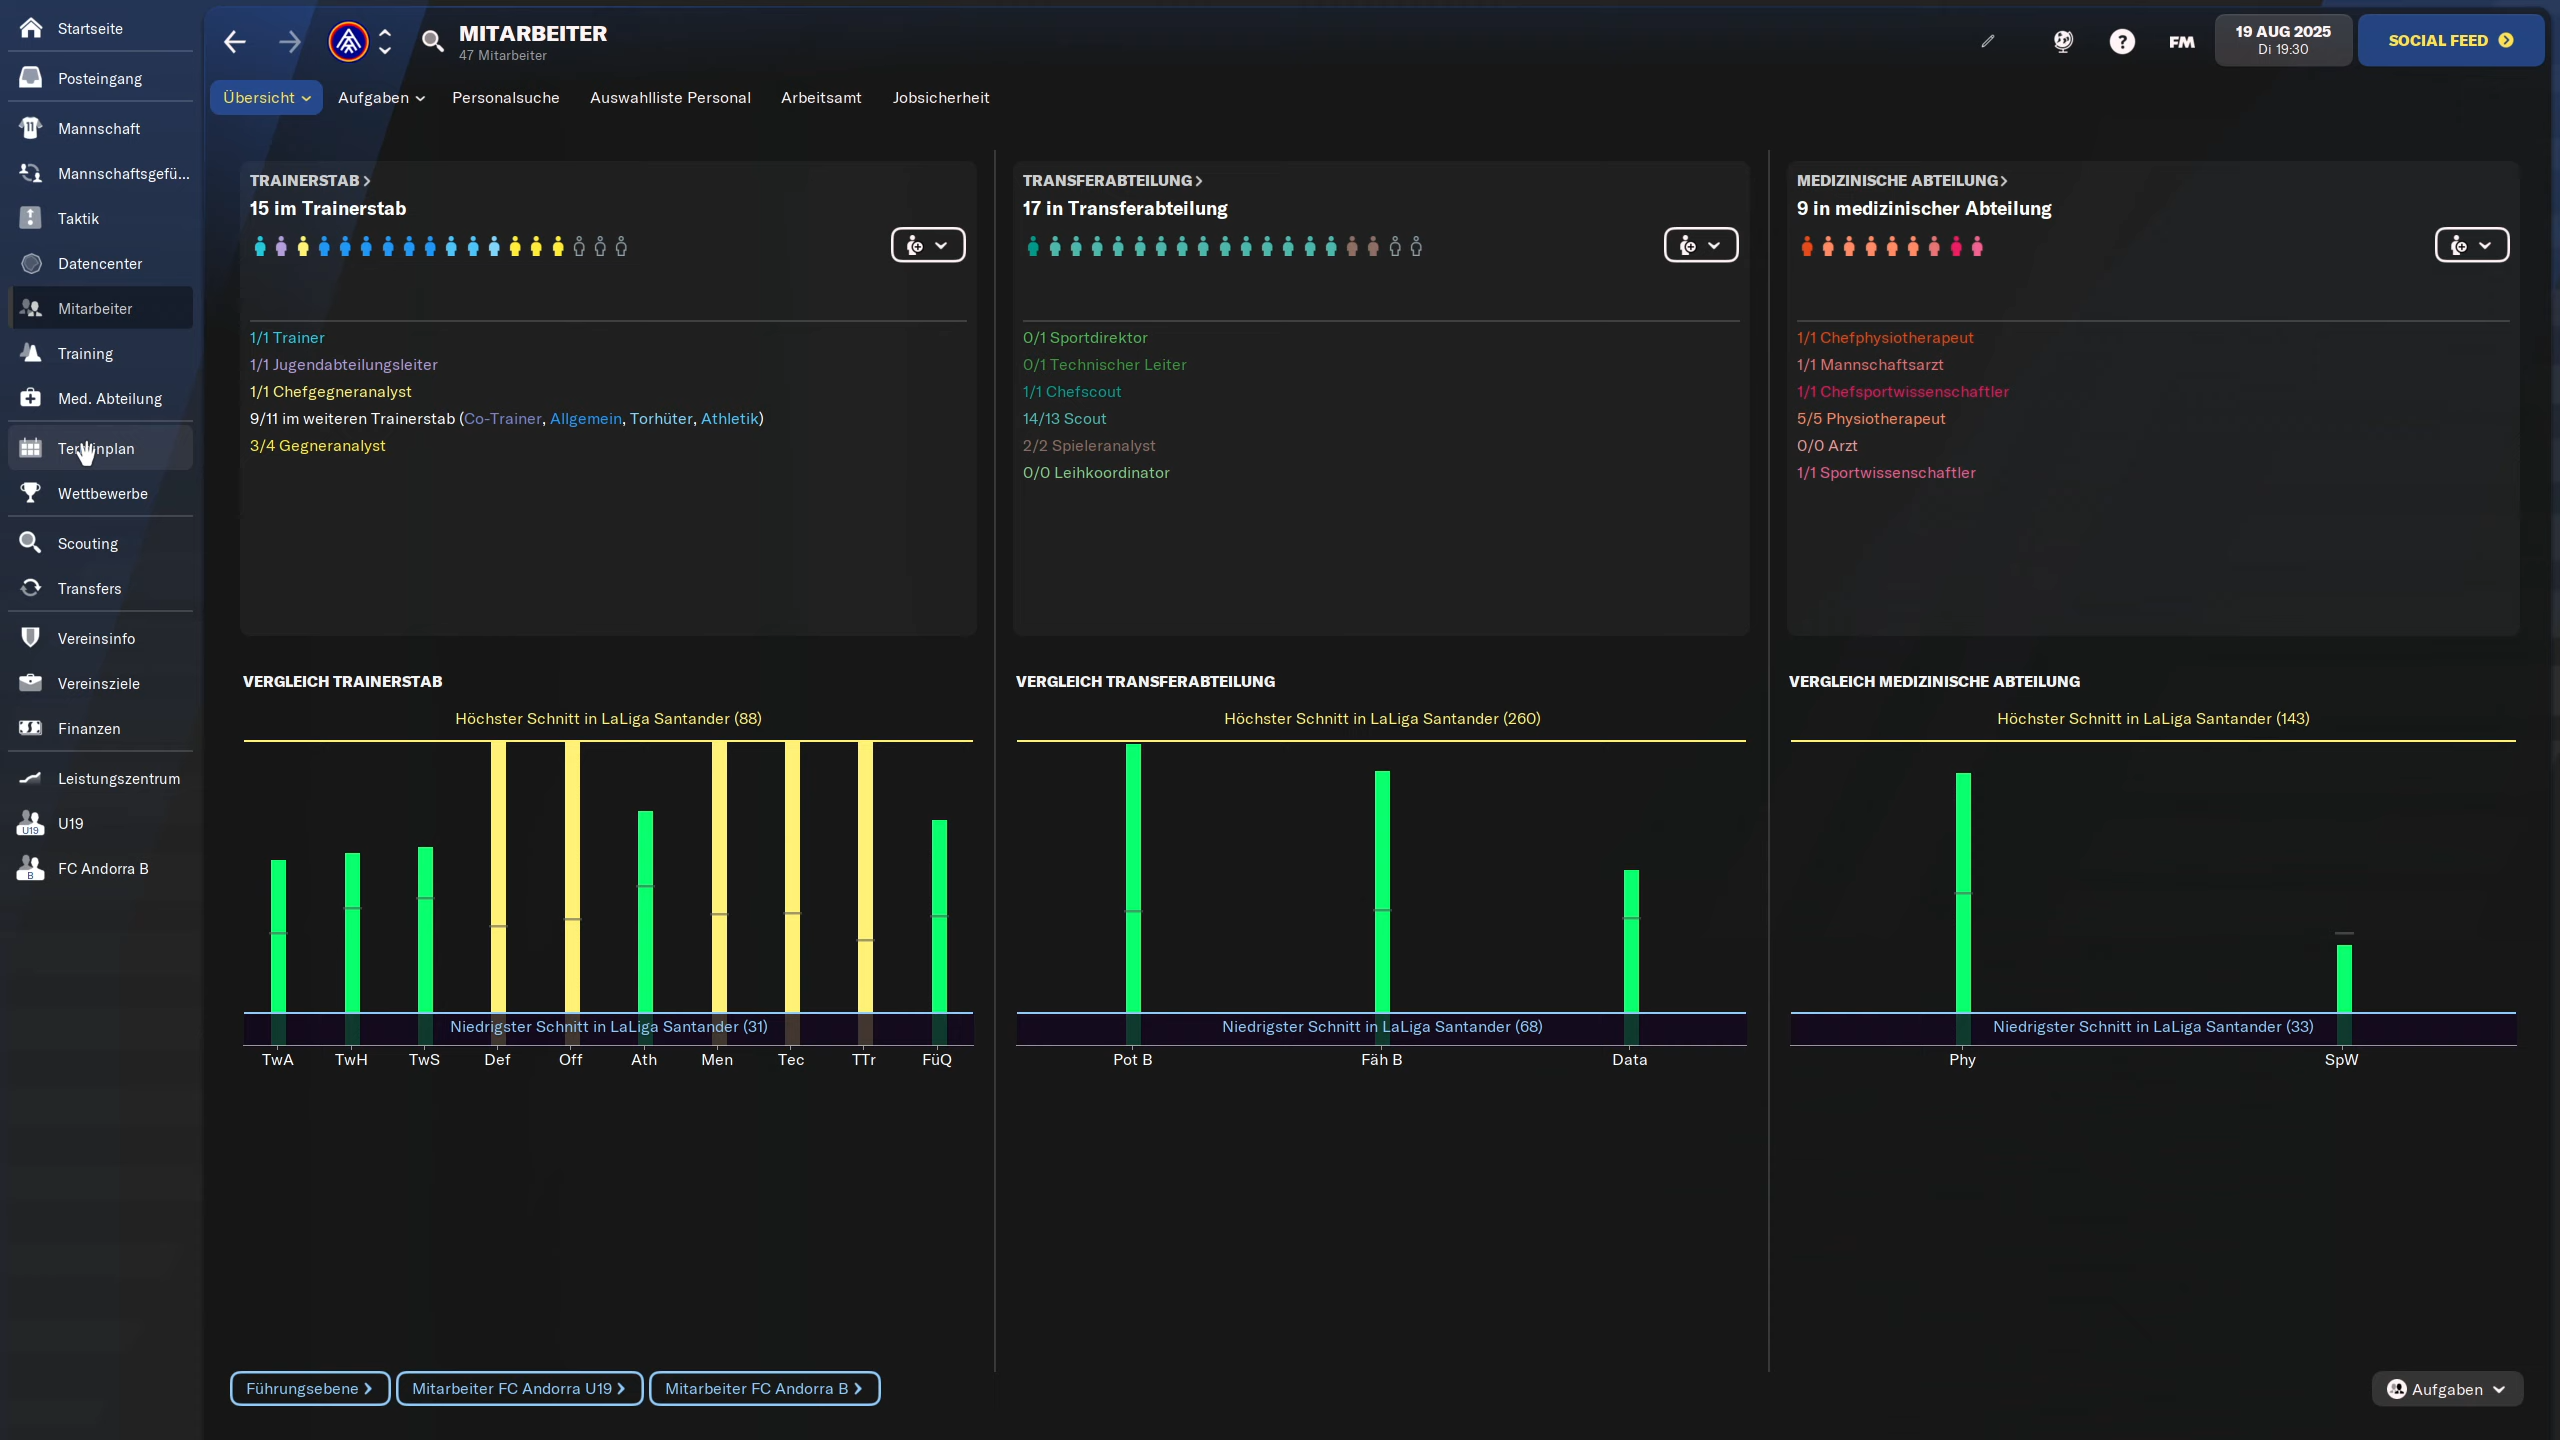 Startseite
Posteingang
Mannschaft
Mannschaftsgefü...
Taktik
Datencenter
Mitarbeiter
Training
Med. Abteilung
Wettbewerbe
Scouting
Transfers
Vereinsinfo
Vereinsziele
Finanzen
Leistungszentrum
U19
U19
B
FC Andorra B
MITARBEITER
47 Mitarbeiter
FM
19 AUG 2025
Di 19:30
SOCIAL FEED
Übersicht
Aufgaben
Personalsuche
Auswahlliste Personal
Arbeitsamt
Jobsicherheit
TRAINERSTAB
15 im Trainerstab
1/1 Trainer
1/1 Jugendabteilungsleiter
1/1 Chefgegneranalyst
9/11 im weiteren Trainerstab (Co-Trainer, Allgemein, Torhüter, Athletik)
3/4 Gegneranalyst
TRANSFERABTEILUNG
17 in Transferabteilung
0/1 Sportdirektor
0/1 Technischer Leiter
1/1 Chefscout
14/13 Scout
2/2 Spieleranalyst
0/0 Leihkoordinator
MEDIZINISCHE ABTEILUNG
9 in medizinischer Abteilung
1/1 Chefphysiotherapeut
1/1 Mannschaftsarzt
1/1 Chefsportwissenschaftler
5/5 Physiotherapeut
0/0 Arzt
1/1 Sportwissenschaftler
VERGLEICH TRAINERSTAB
Höchster Schnitt in LaLiga Santander (88)
Niedrigster Schnitt in LaLiga Santander (31)
TwA TwH TwS Def Off Ath Men Tec TTr FüQ
VERGLEICH TRANSFERABTEILUNG
Höchster Schnitt in LaLiga Santander (260)
Niedrigster Schnitt in LaLiga Santander (68)
Pot B Fäh B Data
VERGLEICH MEDIZINISCHE ABTEILUNG
Höchster Schnitt in LaLiga Santander (143)
Niedrigster Schnitt in LaLiga Santander (33)
Phy SpW
Führungsebene
Mitarbeiter FC Andorra U19
Mitarbeiter FC Andorra B
Aufgaben